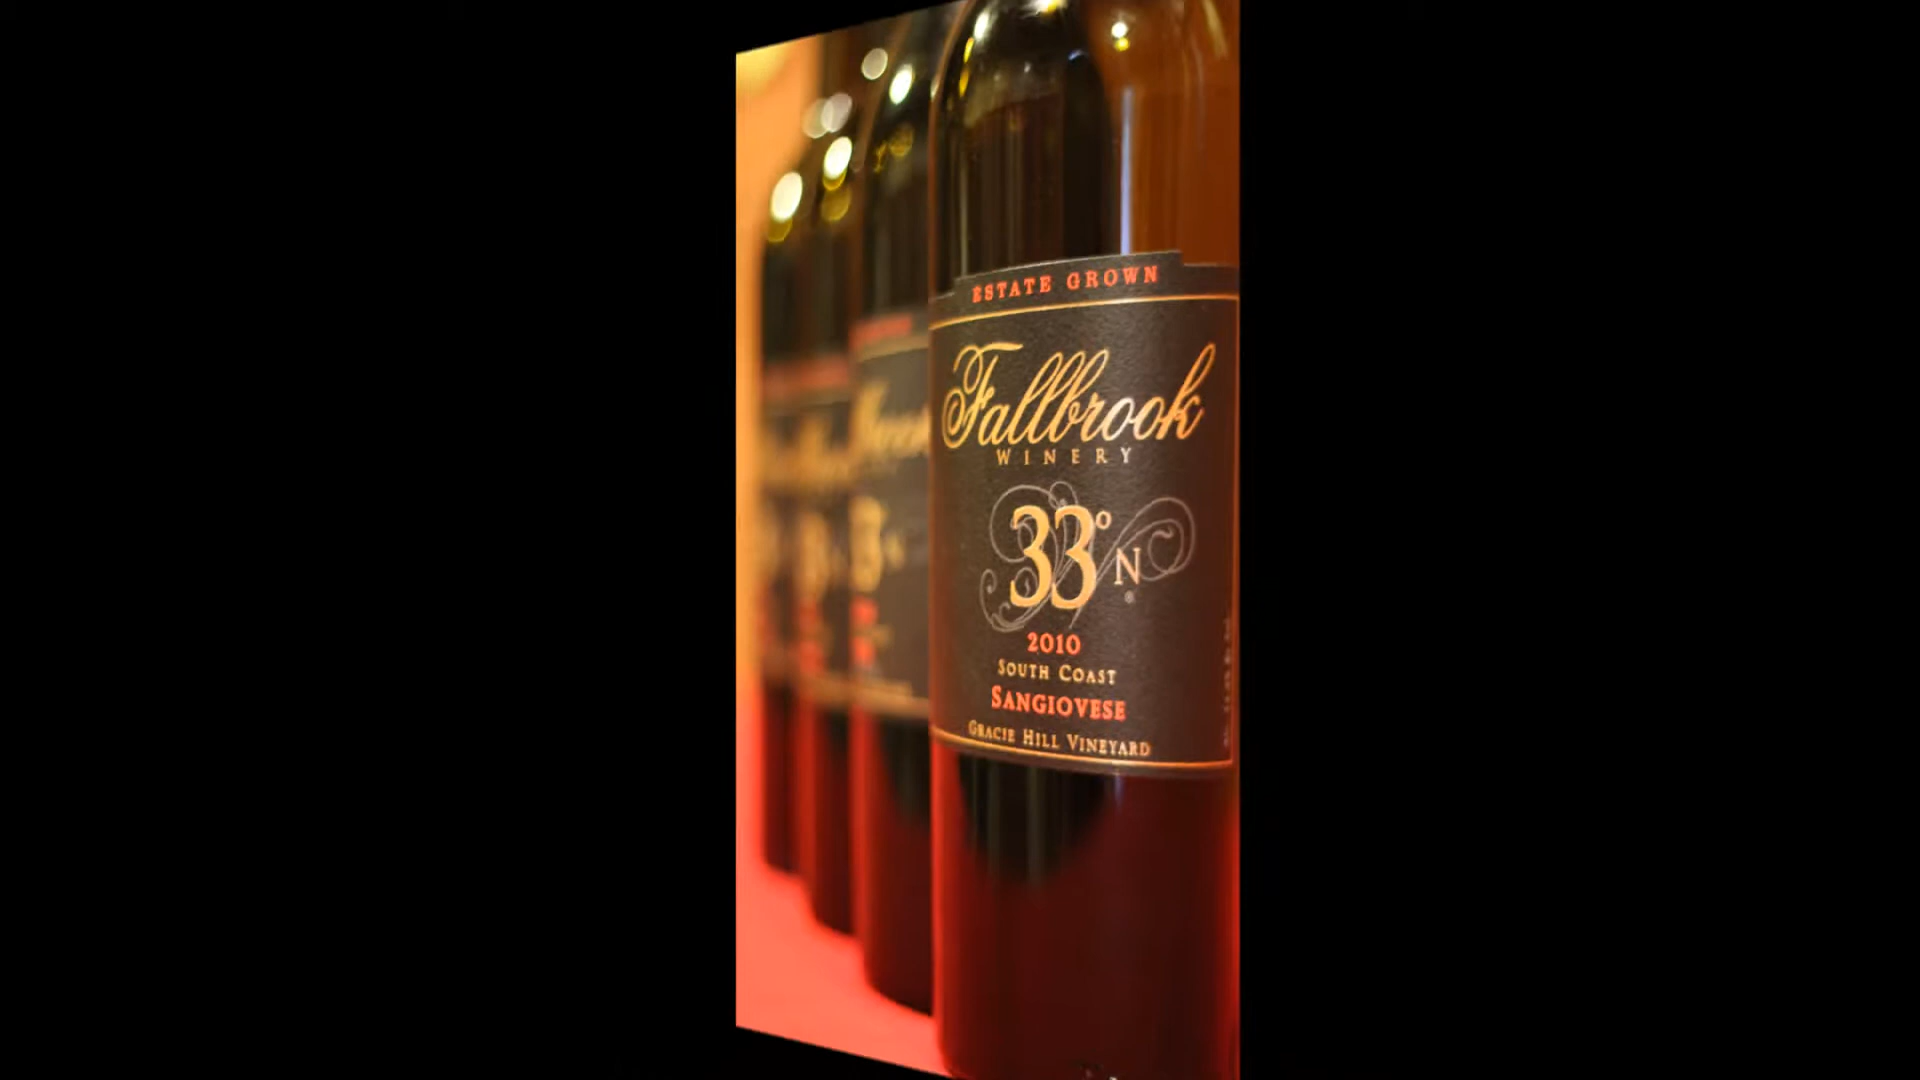 ESTATE GROWN
Fallbrook
WINERY
33° N
®
2010
SOUTH COAST
SANGIOVESE
GRACIE HILL VINEYARD